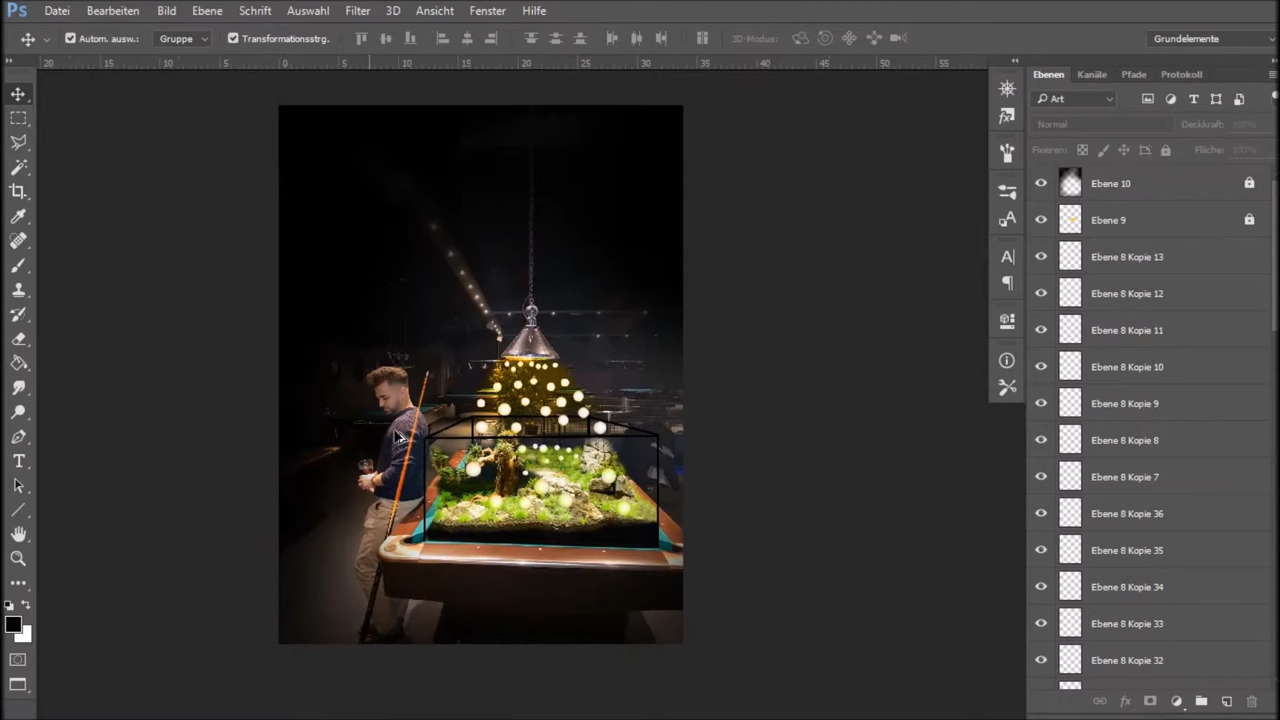 Ps Datei Bearbeiten Bild Ebene Schrift Auswahl Filter 3D Ansicht Fenster Hilfe
Autom. ausw.: Gruppe Transformationsstrg. 3D-Modus: Grundelemente
20 15 10 5 0 5 10 15 20 25 30 35 40 45 50 55
Ebenen Kanäle Pfade Protokoll
Art
Normal Deckkraft: 100%
Fixieren: Fläche: 100%
Ebene 10
Ebene 9
Ebene 8 Kopie 13
Ebene 8 Kopie 12
Ebene 8 Kopie 11
Ebene 8 Kopie 10
Ebene 8 Kopie 9
Ebene 8 Kopie 8
Ebene 8 Kopie 7
Ebene 8 Kopie 36
Ebene 8 Kopie 35
Ebene 8 Kopie 34
Ebene 8 Kopie 33
Ebene 8 Kopie 32